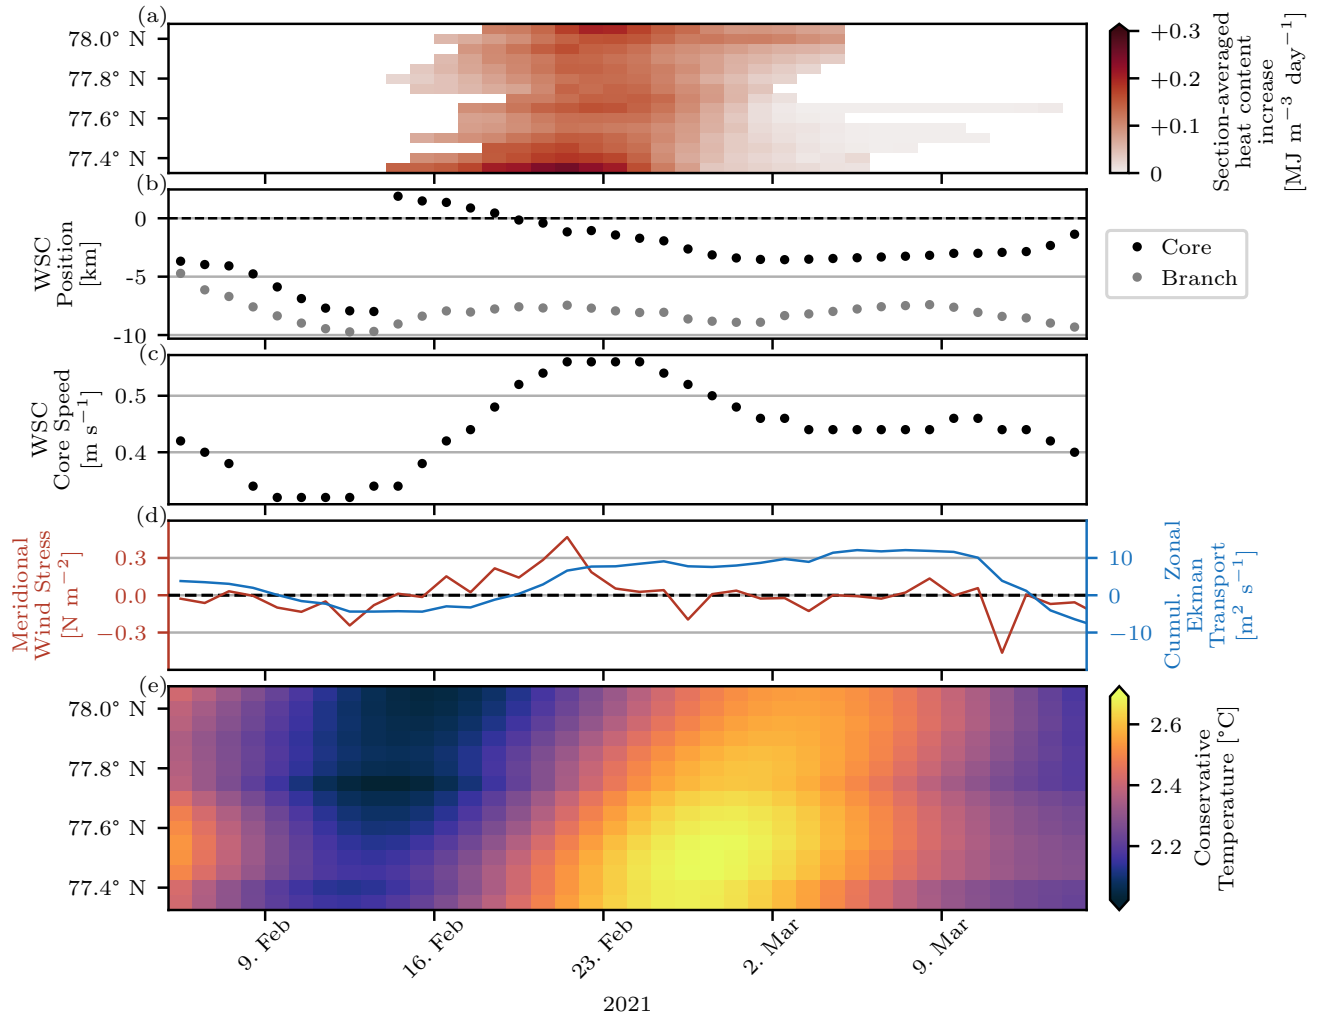 (a)
78.0° N
77.8° N
77.6° N
77.4° N
+0.3
+0.2
+0.1
0
Section-averaged
heat content
increase
[MJ m⁻³ day⁻¹]
(b)
0
-5
-10
WSC
Position
[km]
Core
Branch
(c)
0.5
0.4
WSC
Core Speed
[m s⁻¹]
(d)
0.3
0.0
−0.3
Meridional
Wind Stress
[N m⁻²]
10
0
−10
Cumul. Zonal
Ekman
Transport
[m² s⁻¹]
(e)
78.0° N
77.8° N
77.6° N
77.4° N
2.6
2.4
2.2
Conservative
Temperature [°C]
9. Feb
16. Feb
23. Feb
2. Mar
9. Mar
2021